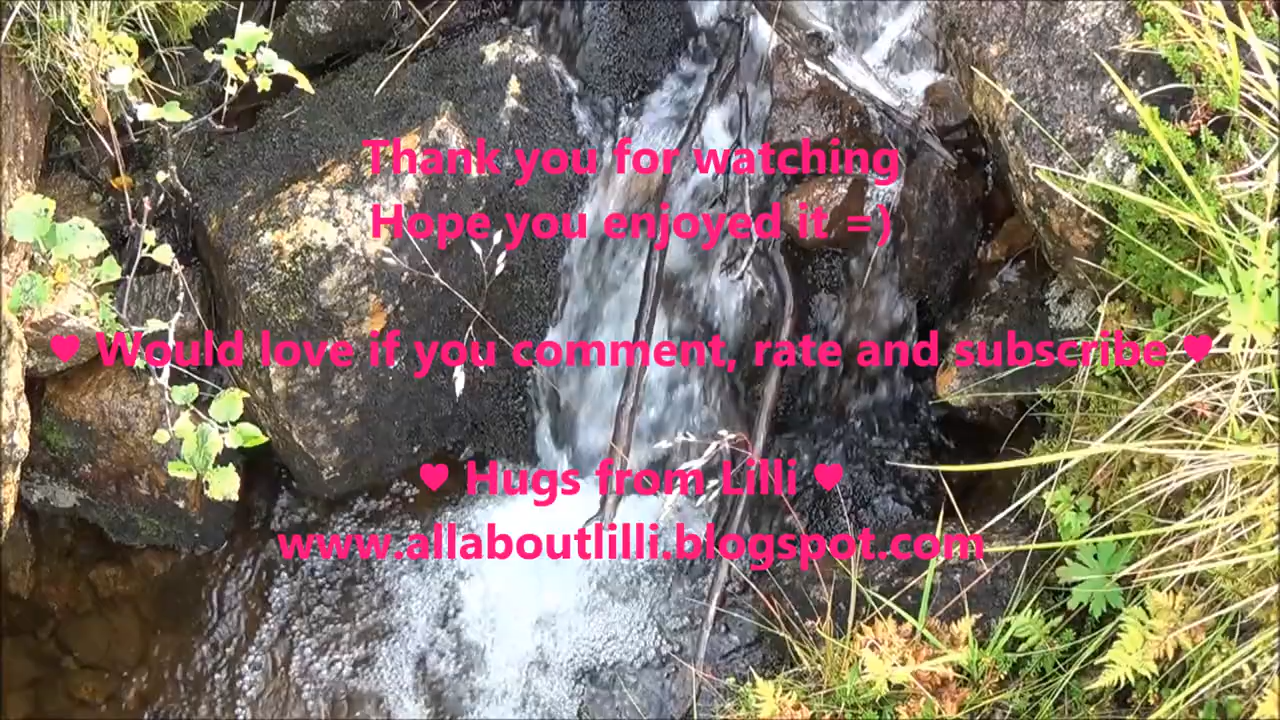 Thank you for watching
Hope you enjoyed it =)
♥ Would love if you comment, rate and subscribe ♥
♥ Hugs from Lilli ♥
www.allaboutlilli.blogspot.com